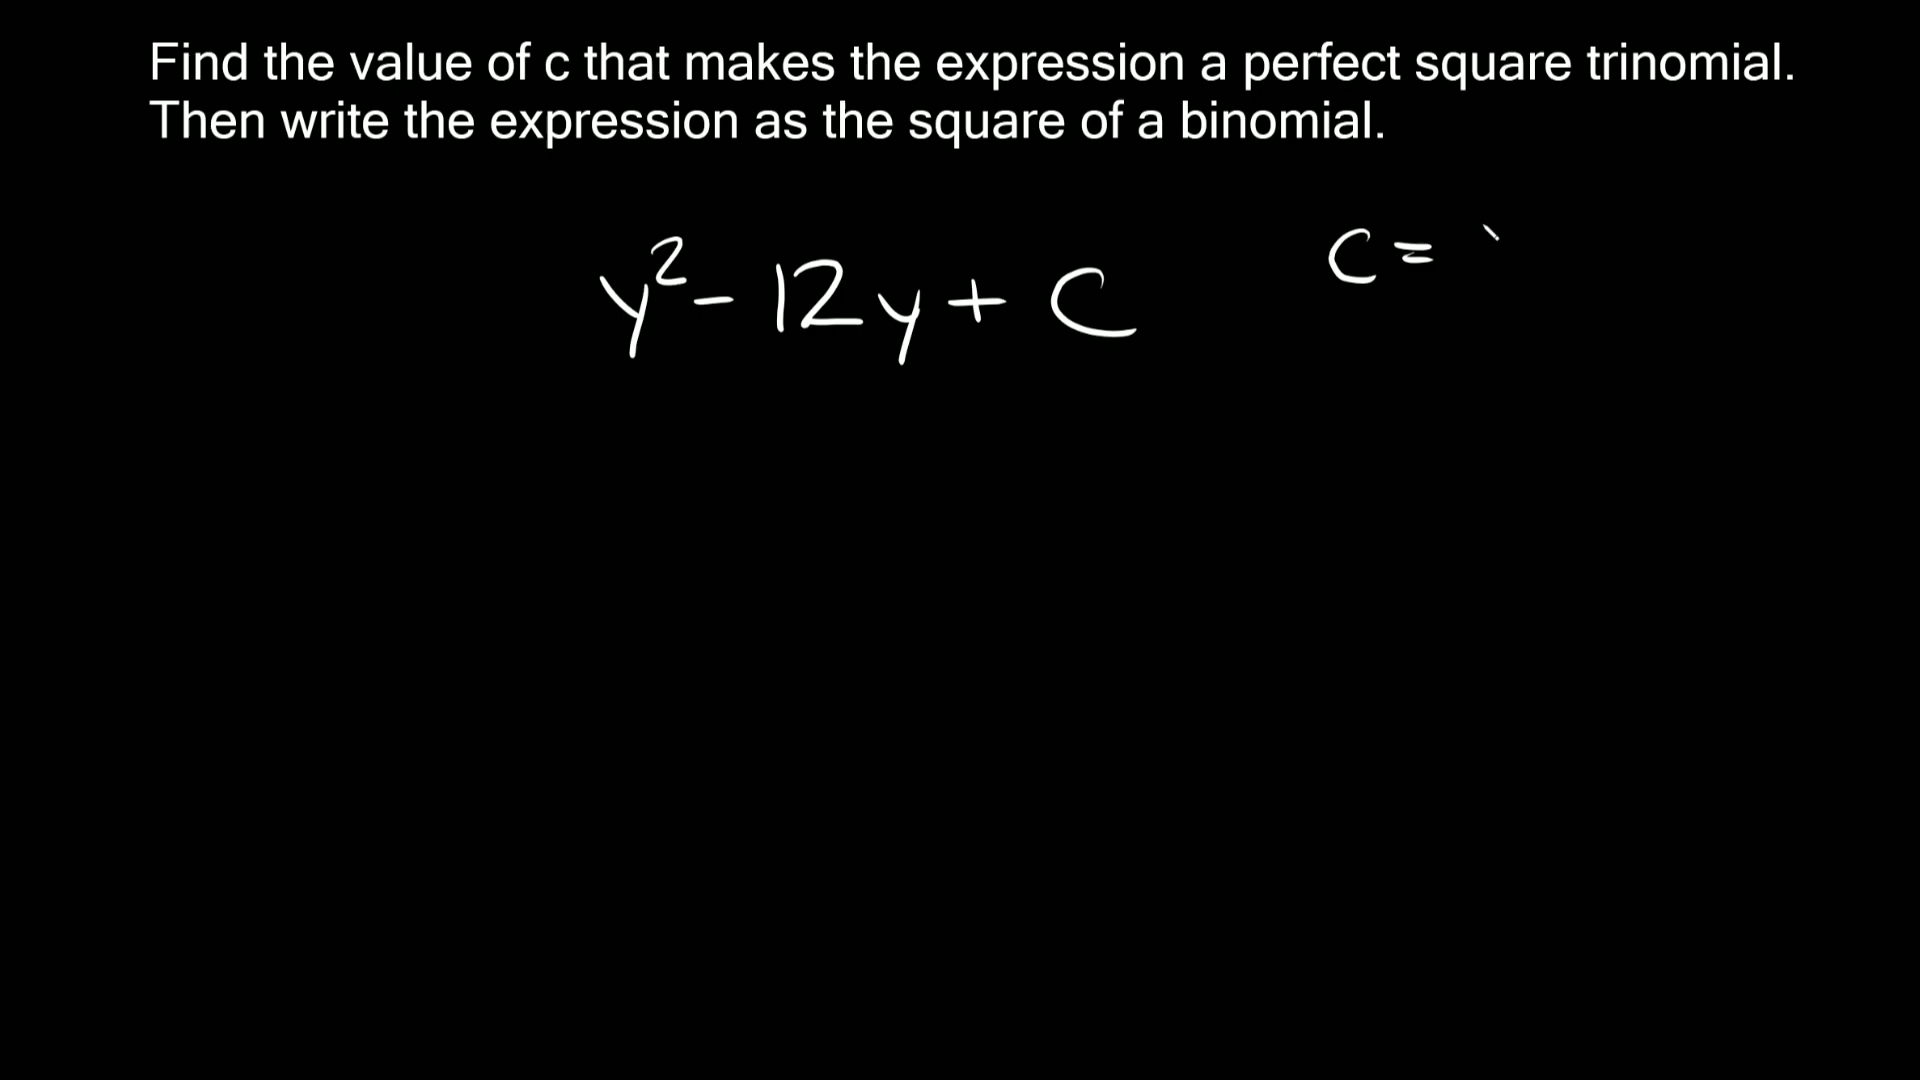 Find the value of c that makes the expression a perfect square trinomial.
Then write the expression as the square of a binomial.
y² - 12y + C
C =